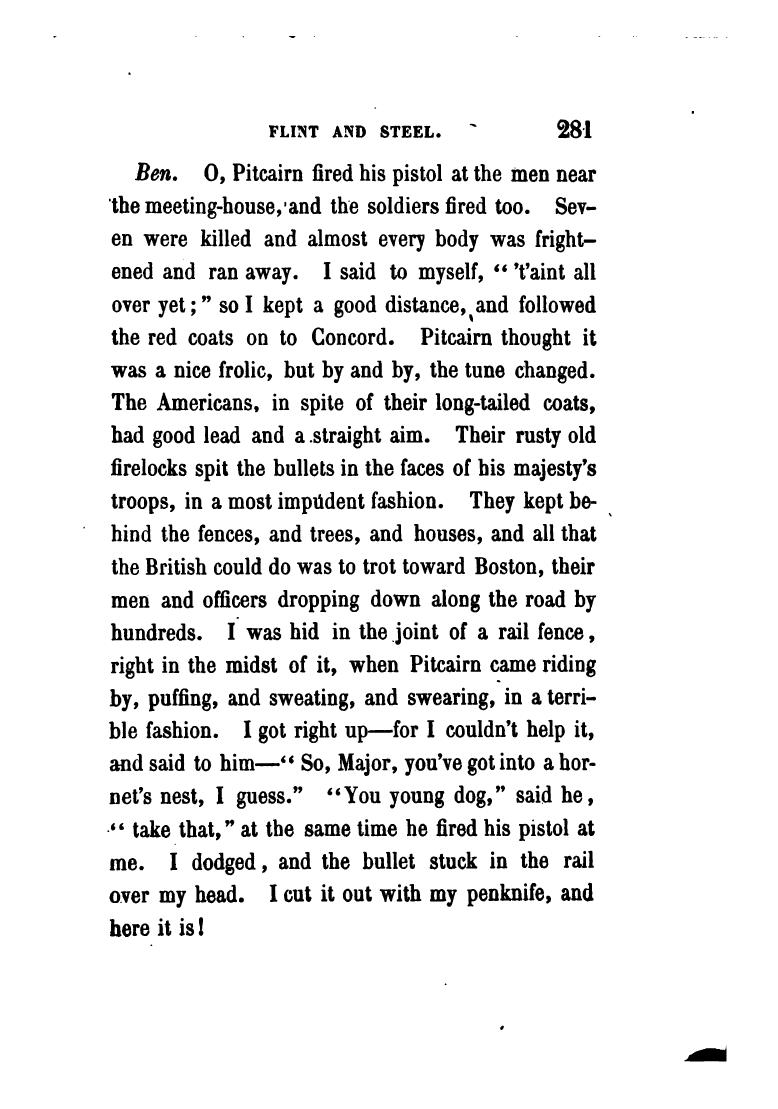 FLINT AND STEEL. 281
Ben. O, Pitcairn fired his pistol at the men near
the meeting-house, and the soldiers fired too. Sev-
en were killed and almost every body was fright-
ened and ran away. I said to myself, “ 't'aint all
over yet; ” so I kept a good distance, and followed
the red coats on to Concord. Pitcairn thought it
was a nice frolic, but by and by, the tune changed.
The Americans, in spite of their long-tailed coats,
had good lead and a straight aim. Their rusty old
firelocks spit the bullets in the faces of his majesty's
troops, in a most impudent fashion. They kept be-
hind the fences, and trees, and houses, and all that
the British could do was to trot toward Boston, their
men and officers dropping down along the road by
hundreds. I was hid in the joint of a rail fence,
right in the midst of it, when Pitcairn came riding
by, puffing, and sweating, and swearing, in a terri-
ble fashion. I got right up—for I couldn't help it,
and said to him—“ So, Major, you've got into a hor-
net's nest, I guess.” “You young dog,” said he,
“ take that,” at the same time he fired his pistol at
me. I dodged, and the bullet stuck in the rail
over my head. I cut it out with my penknife, and
here it is!